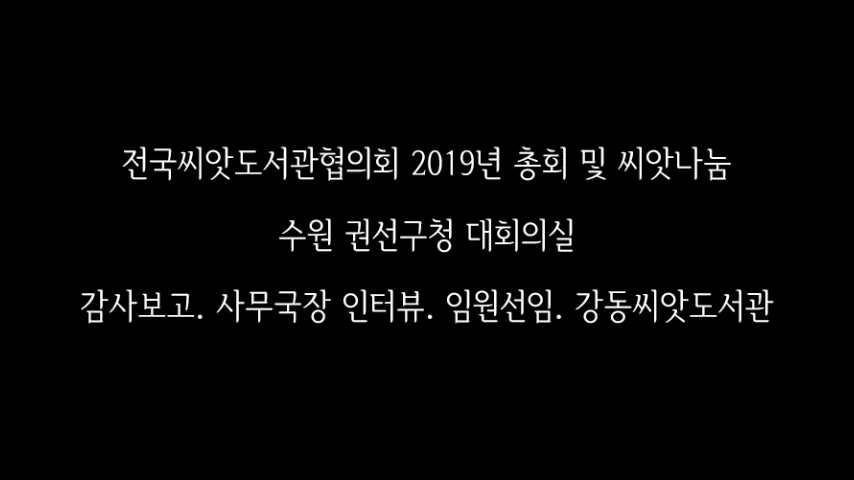 전국씨앗도서관협의회 2019년 총회 및 씨앗나눔
수원 권선구청 대회의실
감사보고. 사무국장 인터뷰. 임원선임. 강동씨앗도서관